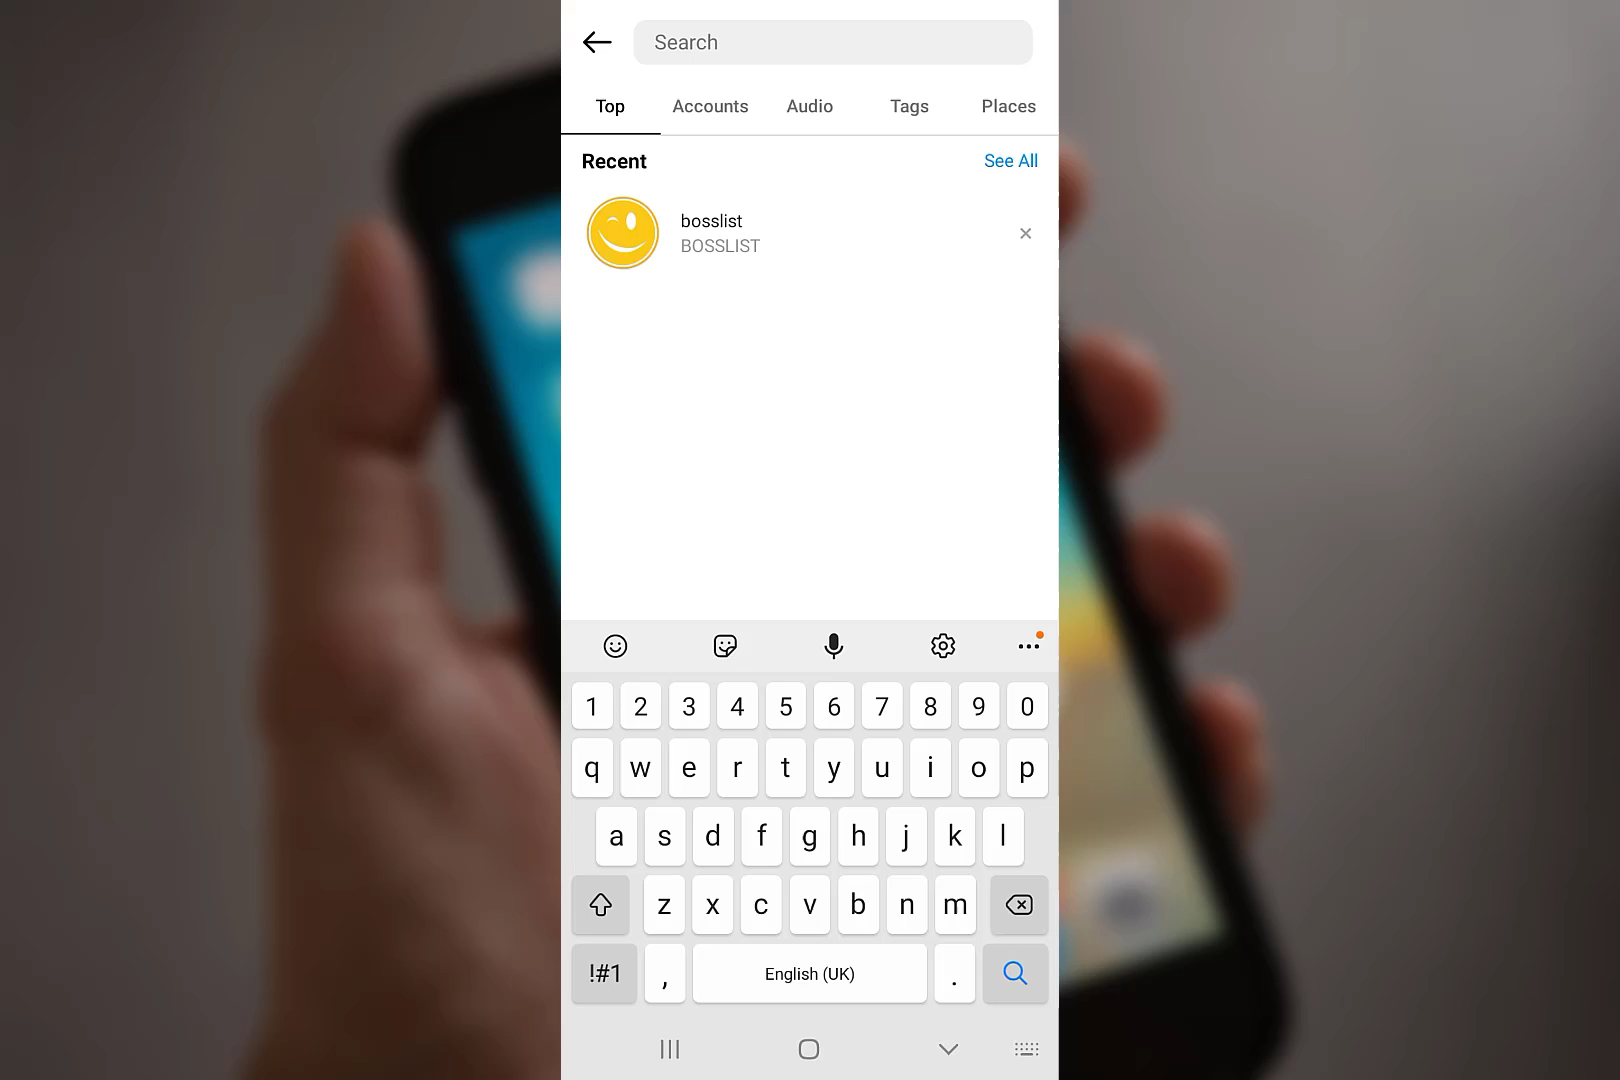 Search
Top Accounts Audio Tags Places
Recent See All
bosslist
BOSSLIST
1 2 3 4 5 6 7 8 9 0
q w e r t y u i o p
a s d f g h j k l
z x c v b n m
!#1 , English (UK) .